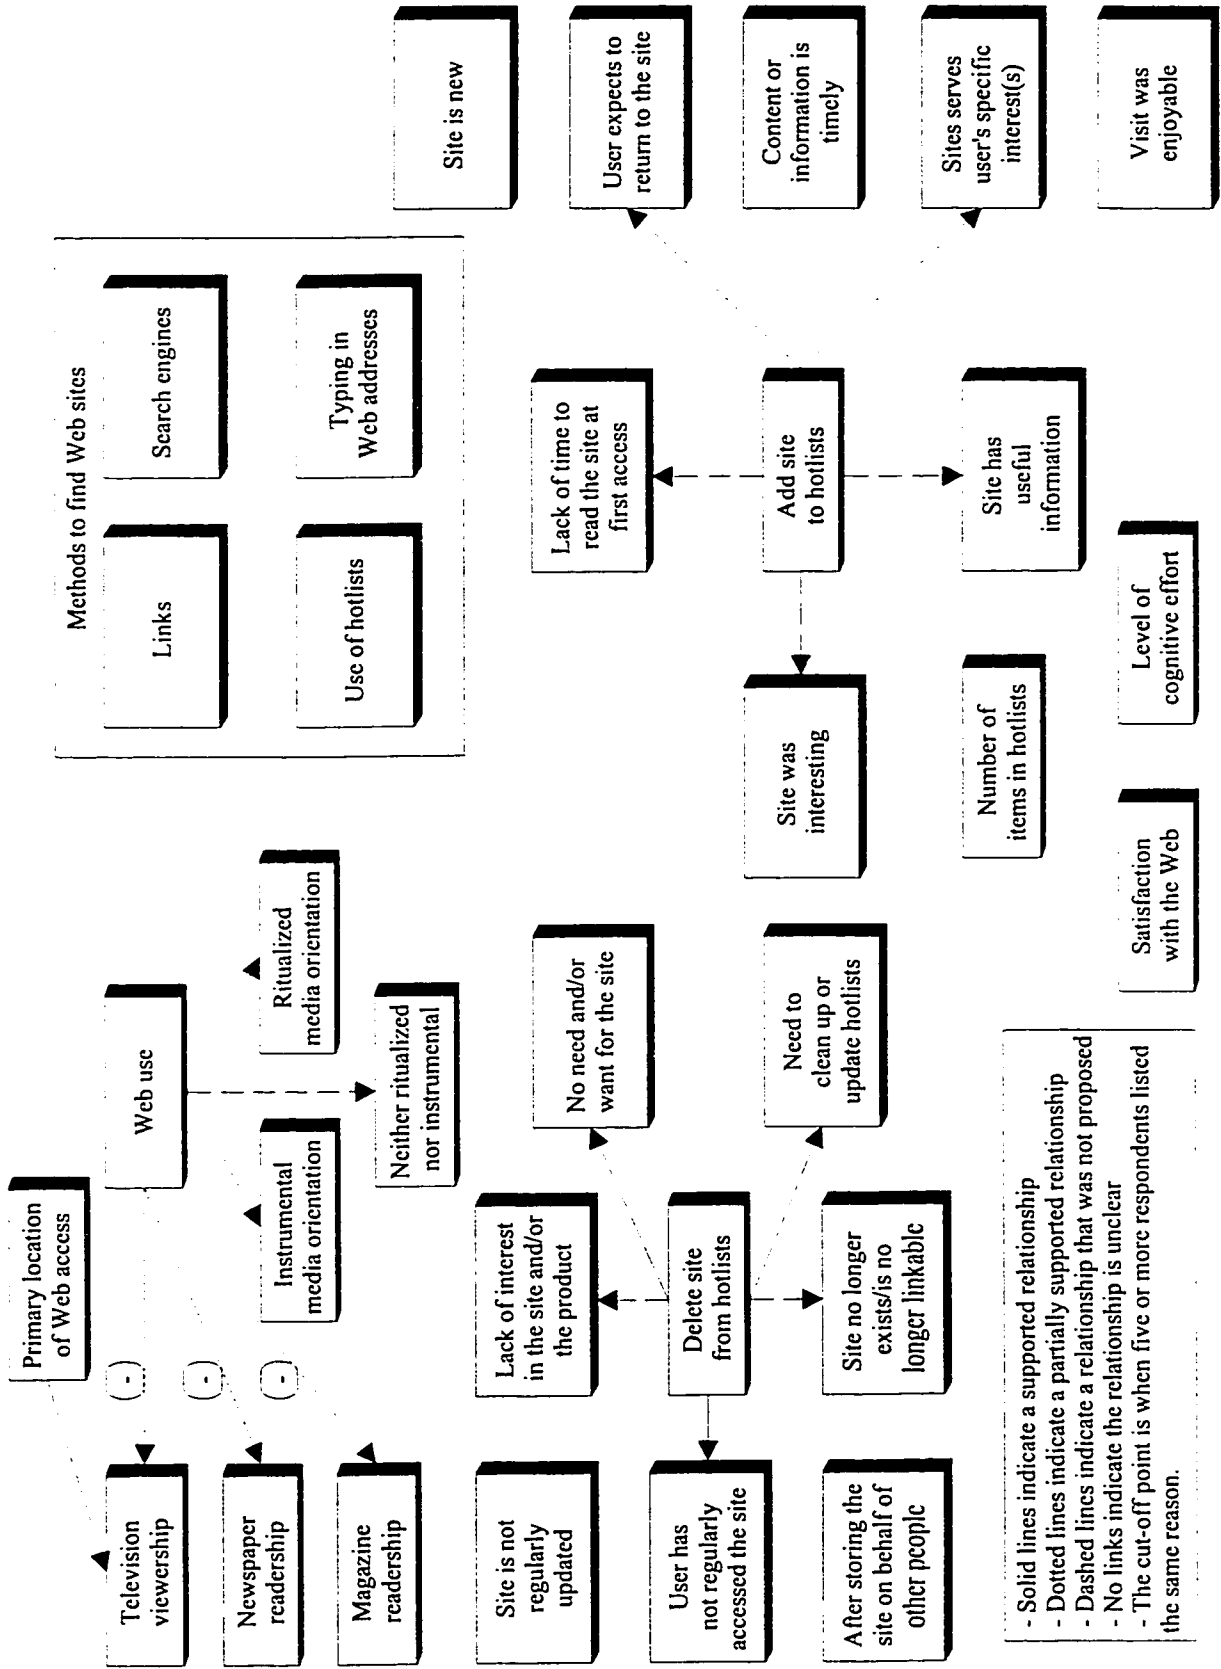 Primary location
of Web access
Television
viewership
(-)
Web use
Newspaper
readership
(-)
Magazine
readership
(-)
Instrumental
media orientation
Ritualized
media orientation
Neither ritualized
nor instrumental
Methods to find Web sites
Links
Search engines
Use of hotlists
Typing in
Web addresses
Site is not
regularly
updated
Lack of interest
in the site and/or
the product
No need and/or
want for the site
User has
not regularly
accessed the site
Delete site
from hotlists
Need to
clean up or
update hotlists
After storing the
site on behalf of
other people
Site no longer
exists/is no
longer linkable
Site is new
Lack of time to
read the site at
first access
User expects to
return to the site
Site was
interesting
Add site
to hotlists
Content or
information is
timely
Number of
items in hotlists
Site has
useful
information
Sites serves
user's specific
interest(s)
Satisfaction
with the Web
Level of
cognitive effort
Visit was
enjoyable
- Solid lines indicate a supported relationship
- Dotted lines indicate a partially supported relationship
- Dashed lines indicate a relationship that was not proposed
- No links indicate the relationship is unclear
- The cut-off point is when five or more respondents listed
the same reason.